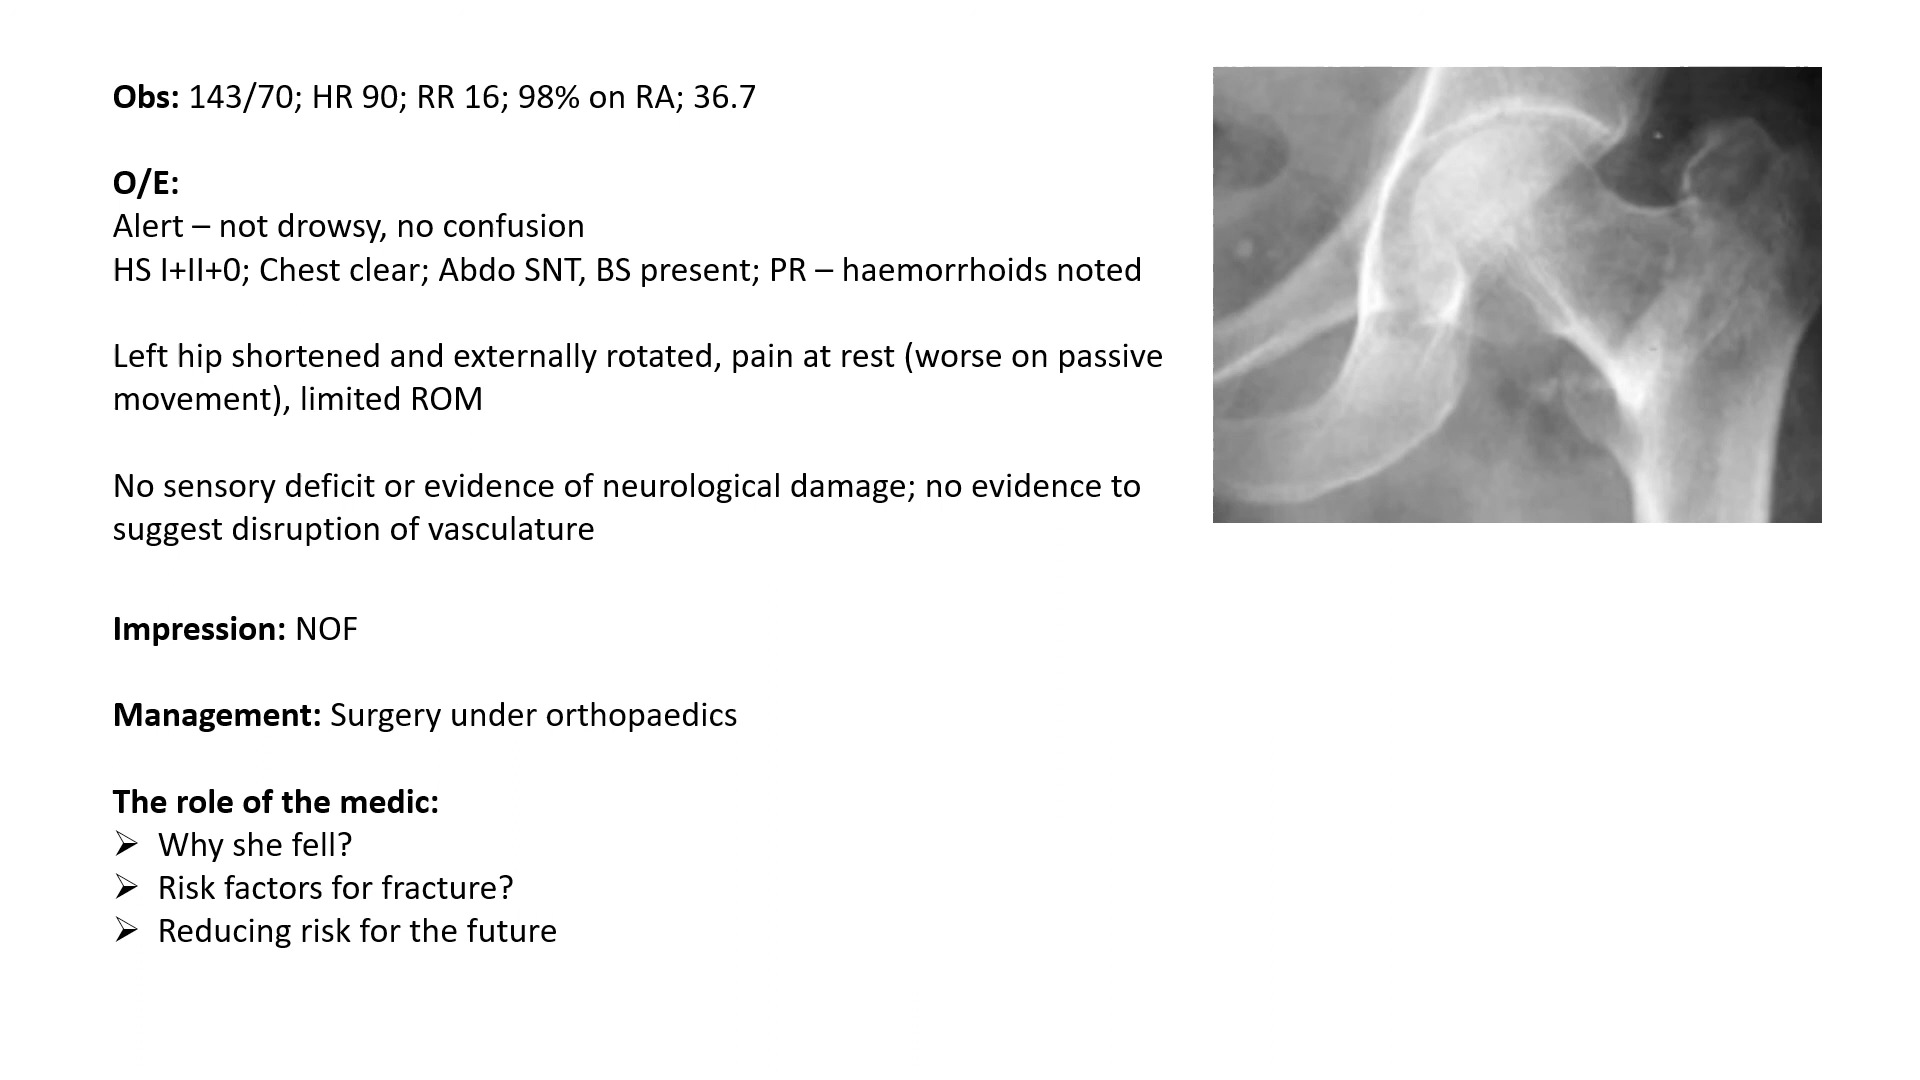 Obs: 143/70; HR 90; RR 16; 98% on RA; 36.7
O/E:
Alert – not drowsy, no confusion
HS I+II+0; Chest clear; Abdo SNT, BS present; PR – haemorrhoids noted
Left hip shortened and externally rotated, pain at rest (worse on passive
movement), limited ROM
No sensory deficit or evidence of neurological damage; no evidence to
suggest disruption of vasculature
Impression: NOF
Management: Surgery under orthopaedics
The role of the medic:
➢ Why she fell?
➢ Risk factors for fracture?
➢ Reducing risk for the future